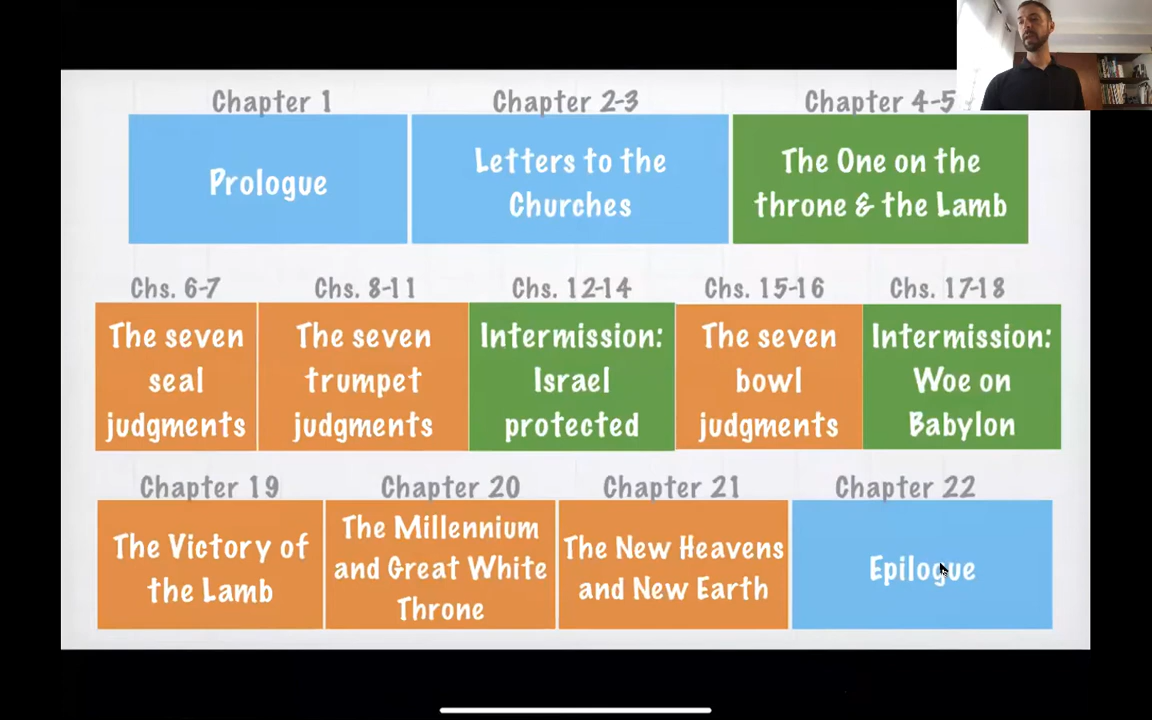 Chapter 1
Chapter 2-3
Chapter 4-5
Prologue
Letters to the
Churches
The One on the
throne & the Lamb
Chs. 6-7
Chs. 8-11
Chs. 12-14
Chs. 15-16
Chs. 17-18
The seven
seal
judgments
The seven
trumpet
judgments
Intermission:
Israel
protected
The seven
bowl
judgments
Intermission:
Woe on
Babylon
Chapter 19
Chapter 20
Chapter 21
Chapter 22
The Victory of
the Lamb
The Millennium
and Great White
Throne
The New Heavens
and New Earth
Epilogue